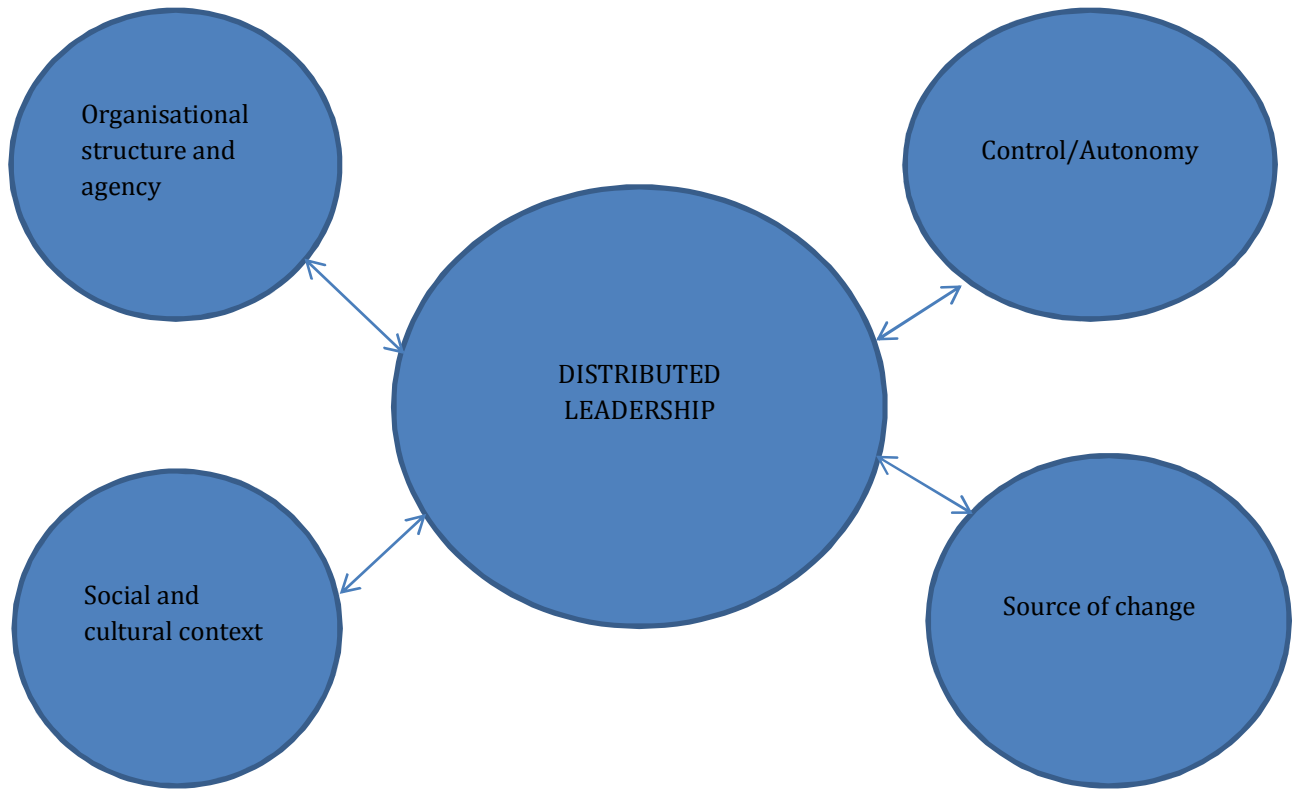 Organisational
structure and
agency
Control/Autonomy
DISTRIBUTED
LEADERSHIP
Social and
cultural context
Source of change